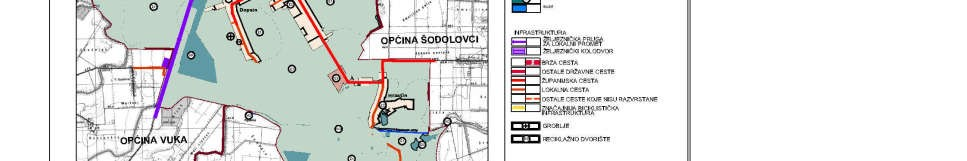 Dopsin
OPĆINA ŠODOLOVCI
OPĆINA VUKA
INFRASTRUKTURA
ŽELJEZNIČKA PRUGA
ZA LOKALNI PROMET
ŽELJEZNIČKI KOLODVOR
BRZA CESTA
OSTALE DRŽAVNE CESTE
ŽUPANIJSKA CESTA
LOKALNA CESTA
OSTALE CESTE KOJE NISU RAZVRSTANE
ZNAČAJNIJA BICIKLISTIČKA
INFRASTRUKTURA
GROBLJE
RECIKLAŽNO DVORIŠTE